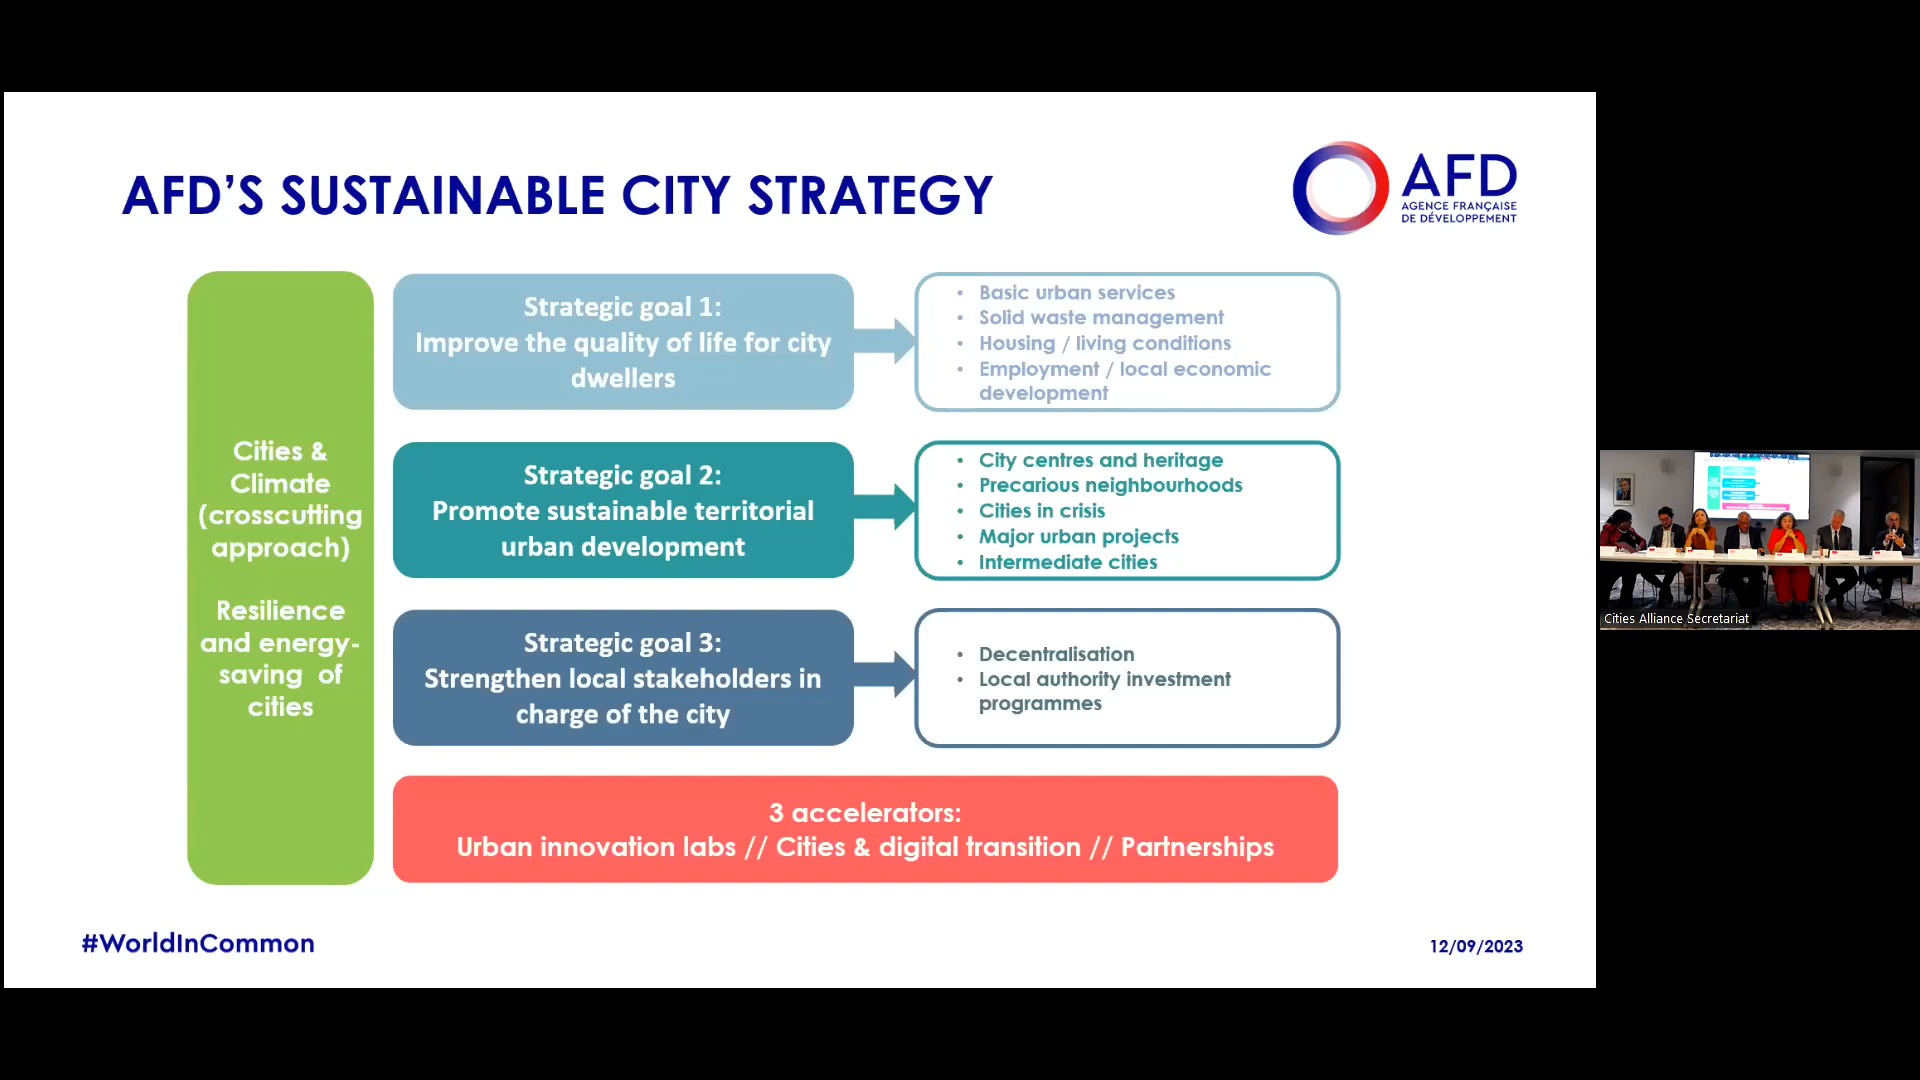 AFD'S SUSTAINABLE CITY STRATEGY
AFD
AGENCE FRANÇAISE
DE DÉVELOPPEMENT
Cities &
Climate
(crosscutting
approach)
Resilience
and energy-
saving of
cities
Strategic goal 1:
Improve the quality of life for city
dwellers
• Basic urban services
• Solid waste management
• Housing / living conditions
• Employment / local economic
development
Strategic goal 2:
Promote sustainable territorial
urban development
• City centres and heritage
• Precarious neighbourhoods
• Cities in crisis
• Major urban projects
• Intermediate cities
Strategic goal 3:
Strengthen local stakeholders in
charge of the city
• Decentralisation
• Local authority investment
programmes
3 accelerators:
Urban innovation labs // Cities & digital transition // Partnerships
#WorldInCommon
12/09/2023
Cities Alliance Secretariat